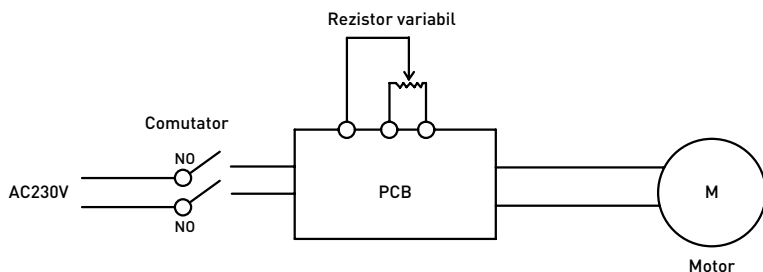 Rezistor variabil
Comutator
NO
AC230V
PCB
M
NO
Motor